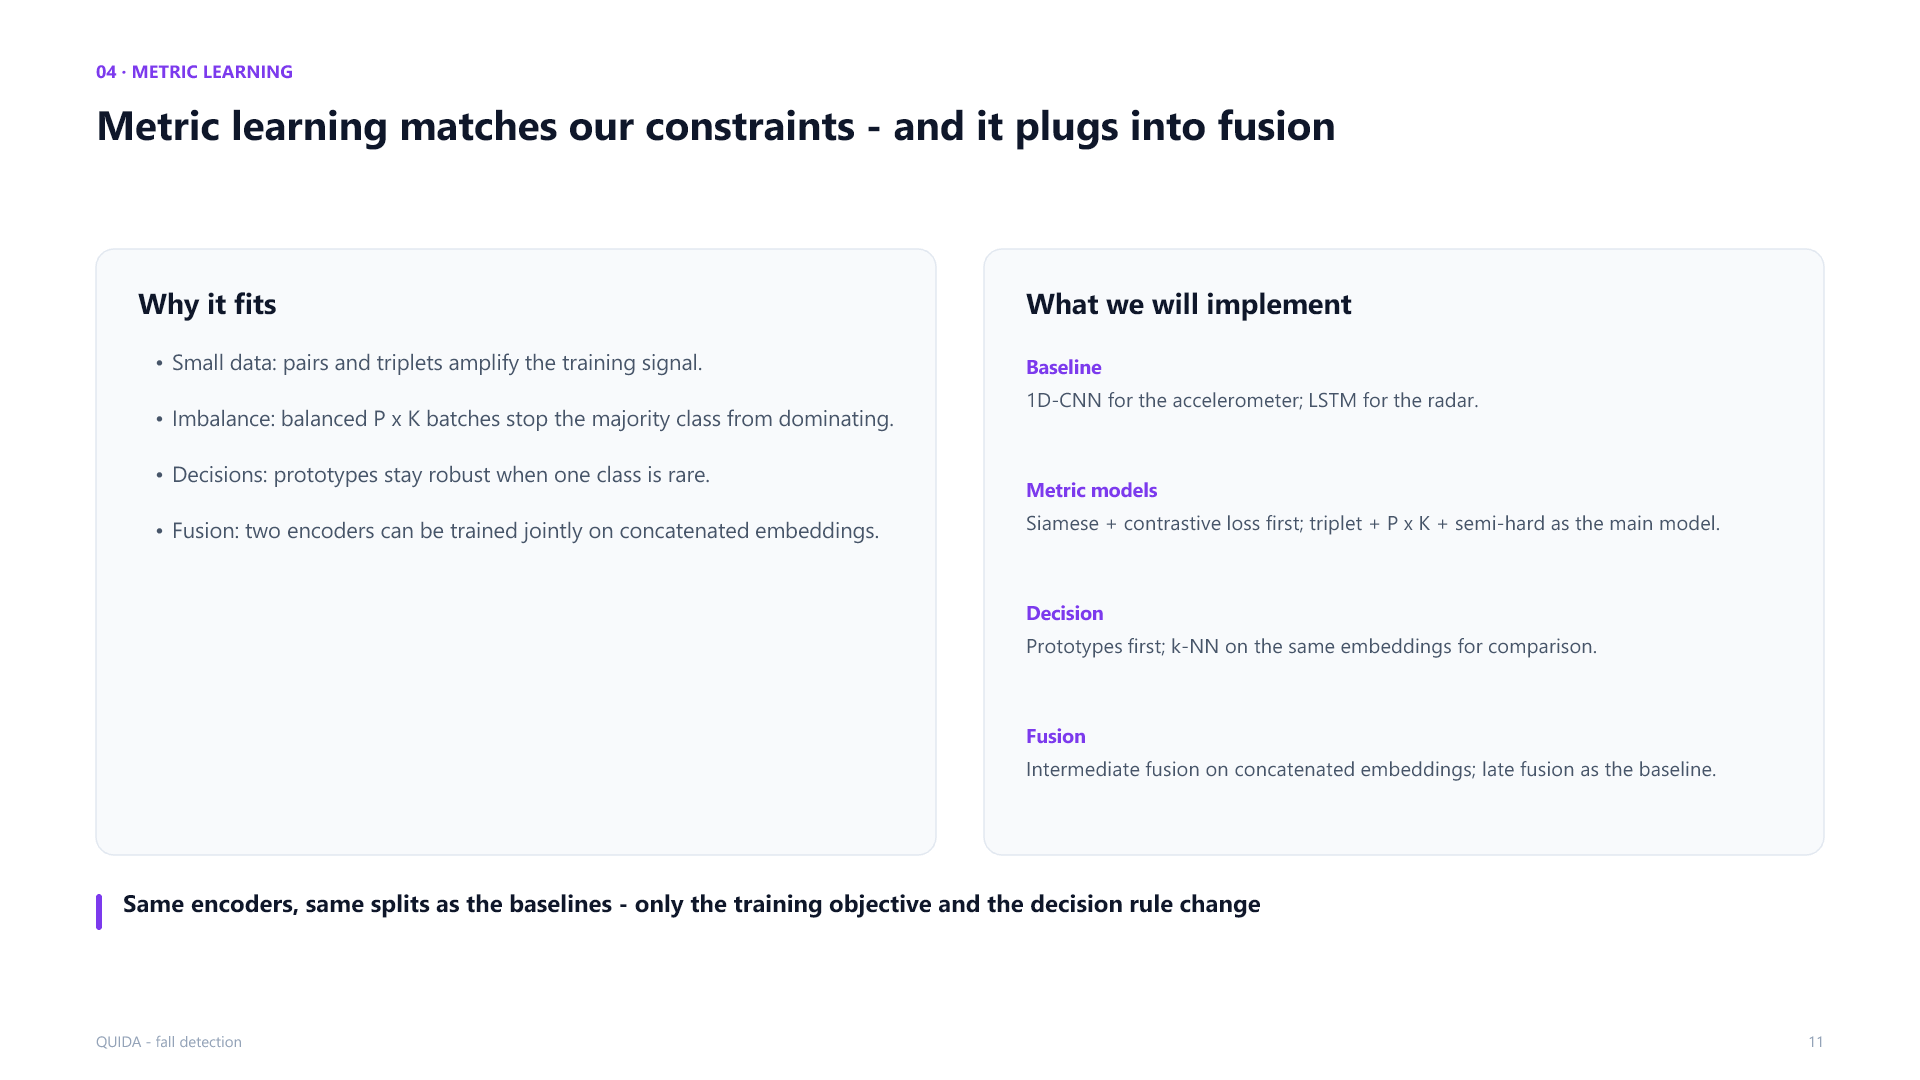 04 · METRIC LEARNING
Metric learning matches our constraints - and it plugs into fusion
Why it fits
• Small data: pairs and triplets amplify the training signal.
• Imbalance: balanced P x K batches stop the majority class from dominating.
• Decisions: prototypes stay robust when one class is rare.
• Fusion: two encoders can be trained jointly on concatenated embeddings.
What we will implement
Baseline
1D-CNN for the accelerometer; LSTM for the radar.
Metric models
Siamese + contrastive loss first; triplet + P x K + semi-hard as the main model.
Decision
Prototypes first; k-NN on the same embeddings for comparison.
Fusion
Intermediate fusion on concatenated embeddings; late fusion as the baseline.
Same encoders, same splits as the baselines - only the training objective and the decision rule change
QUIDA - fall detection
11